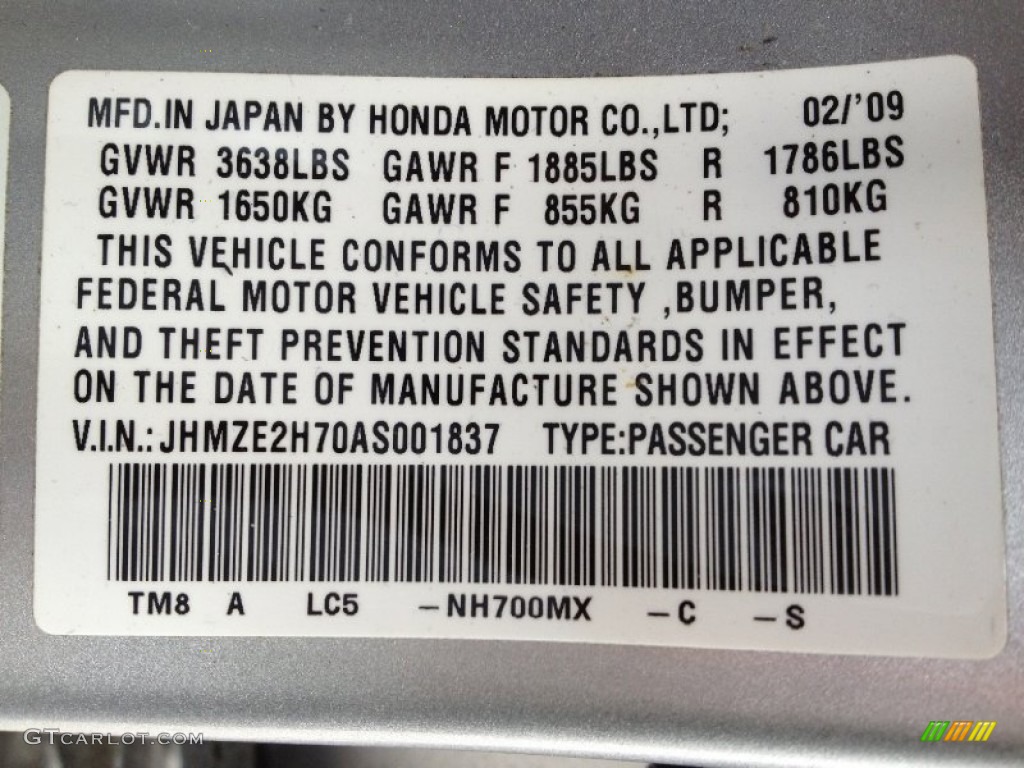 MFD.IN JAPAN BY HONDA MOTOR CO.,LTD; 02/'09
GVWR 3638LBS GAWR F 1885LBS R 1786LBS
GVWR 1650KG GAWR F 855KG R 810KG
THIS VEHICLE CONFORMS TO ALL APPLICABLE
FEDERAL MOTOR VEHICLE SAFETY ,BUMPER,
AND THEFT PREVENTION STANDARDS IN EFFECT
ON THE DATE OF MANUFACTURE SHOWN ABOVE.
V.I.N.:JHMZE2H70AS001837 TYPE:PASSENGER CAR
TM8 A LC5 -NH700MX -C -S
GTCARLOT.COM